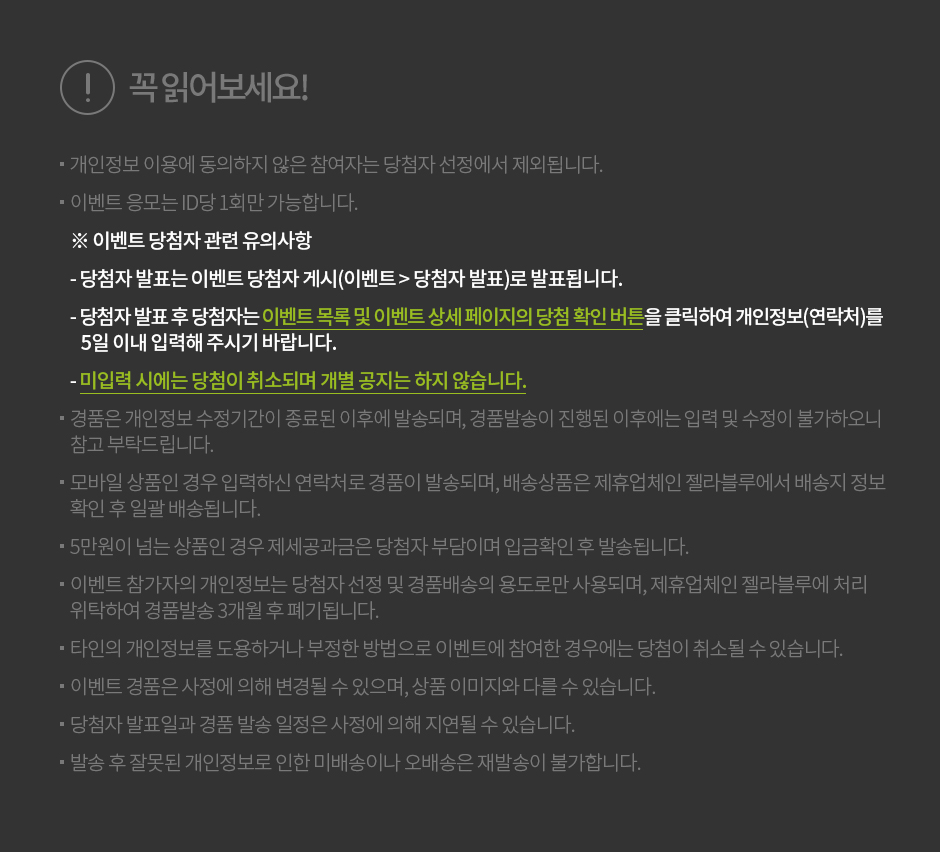 꼭 읽어보세요!
▪ 개인정보 이용에 동의하지 않은 참여자는 당첨자 선정에서 제외됩니다.
▪ 이벤트 응모는 ID당 1회만 가능합니다.
※ 이벤트 당첨자 관련 유의사항
- 당첨자 발표는 이벤트 당첨자 게시(이벤트 > 당첨자 발표)로 발표됩니다.
- 당첨자 발표 후 당첨자는 이벤트 목록 및 이벤트 상세 페이지의 당첨 확인 버튼을 클릭하여 개인정보(연락처)를
5일 이내 입력해 주시기 바랍니다.
- 미입력 시에는 당첨이 취소되며 개별 공지는 하지 않습니다.
▪ 경품은 개인정보 수정기간이 종료된 이후에 발송되며, 경품발송이 진행된 이후에는 입력 및 수정이 불가하오니
참고 부탁드립니다.
▪ 모바일 상품인 경우 입력하신 연락처로 경품이 발송되며, 배송상품은 제휴업체인 젤라블루에서 배송지 정보
확인 후 일괄 배송됩니다.
▪ 5만원이 넘는 상품인 경우 제세공과금은 당첨자 부담이며 입금확인 후 발송됩니다.
▪ 이벤트 참가자의 개인정보는 당첨자 선정 및 경품배송의 용도로만 사용되며, 제휴업체인 젤라블루에 처리
위탁하여 경품발송 3개월 후 폐기됩니다.
▪ 타인의 개인정보를 도용하거나 부정한 방법으로 이벤트에 참여한 경우에는 당첨이 취소될 수 있습니다.
▪ 이벤트 경품은 사정에 의해 변경될 수 있으며, 상품 이미지와 다를 수 있습니다.
▪ 당첨자 발표일과 경품 발송 일정은 사정에 의해 지연될 수 있습니다.
▪ 발송 후 잘못된 개인정보로 인한 미배송이나 오배송은 재발송이 불가합니다.